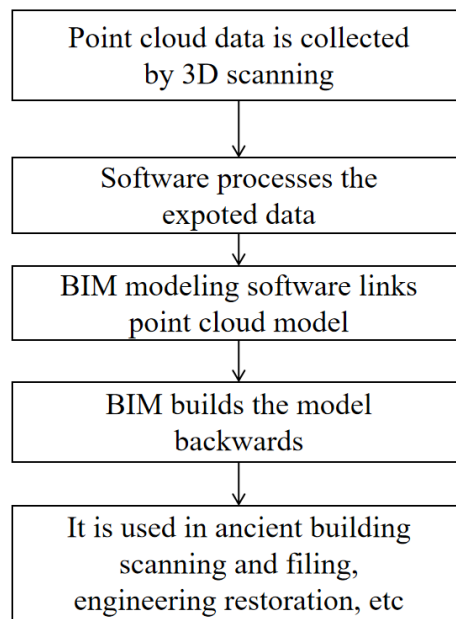 Point cloud data is collected
by 3D scanning
Software processes the
expoted data
BIM modeling software links
point cloud model
BIM builds the model
backwards
It is used in ancient building
scanning and filing,
engineering restoration, etc